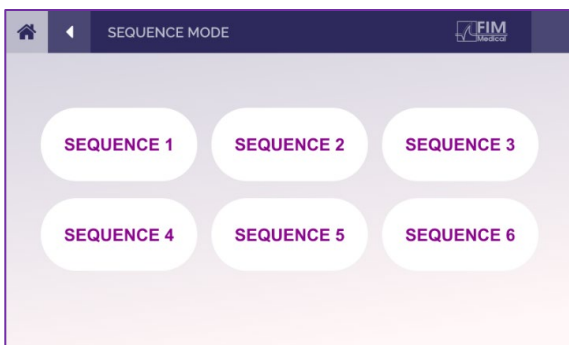 SEQUENCE MODE
FIM
Medical
SEQUENCE 1 SEQUENCE 2 SEQUENCE 3
SEQUENCE 4 SEQUENCE 5 SEQUENCE 6